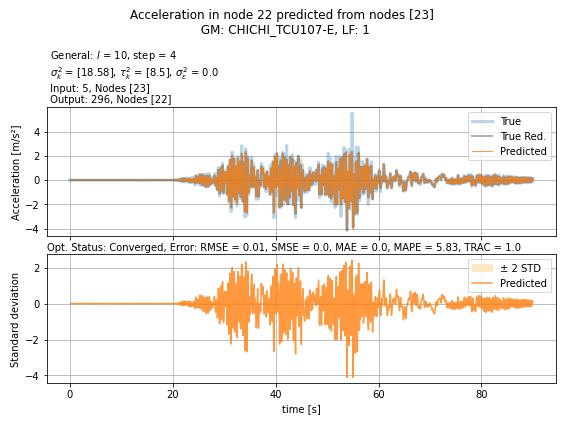 Acceleration in node 22 predicted from nodes [23]
GM: CHICHI_TCU107-E, LF: 1
General: l = 10, step = 4
σ²ₖ = [18.58], τ²ₖ = [8.5], σ²ε = 0.0
Input: 5, Nodes [23]
Output: 296, Nodes [22]
Acceleration [m/s²]
4
2
0
−2
−4
True
True Red.
Predicted
Opt. Status: Converged, Error: RMSE = 0.01, SMSE = 0.0, MAE = 0.0, MAPE = 5.83, TRAC = 1.0
Standard deviation
2
0
−2
−4
± 2 STD
Predicted
0 20 40 60 80
time [s]